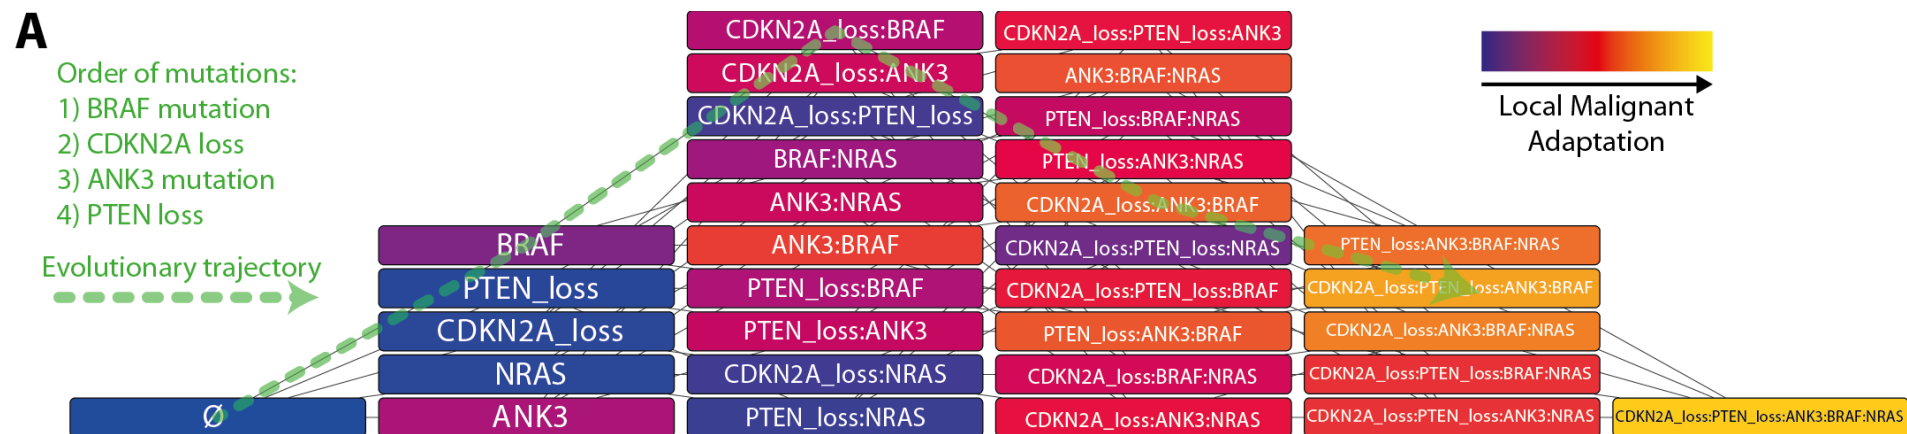 A
Order of mutations:
1) BRAF mutation
2) CDKN2A loss
3) ANK3 mutation
4) PTEN loss
Evolutionary trajectory
Ø
BRAF
PTEN_loss
CDKN2A_loss
NRAS
ANK3
CDKN2A_loss:BRAF
CDKN2A_loss:ANK3
CDKN2A_loss:PTEN_loss
BRAF:NRAS
ANK3:NRAS
ANK3:BRAF
PTEN_loss:BRAF
PTEN_loss:ANK3
CDKN2A_loss:NRAS
PTEN_loss:NRAS
CDKN2A_loss:PTEN_loss:ANK3
ANK3:BRAF:NRAS
PTEN_loss:BRAF:NRAS
PTEN_loss:ANK3:NRAS
CDKN2A_loss:ANK3:BRAF
CDKN2A_loss:PTEN_loss:NRAS
CDKN2A_loss:PTEN_loss:BRAF
PTEN_loss:ANK3:BRAF
CDKN2A_loss:BRAF:NRAS
CDKN2A_loss:ANK3:NRAS
PTEN_loss:ANK3:BRAF:NRAS
CDKN2A_loss:PTEN_loss:ANK3:BRAF
CDKN2A_loss:ANK3:BRAF:NRAS
CDKN2A_loss:PTEN_loss:BRAF:NRAS
CDKN2A_loss:PTEN_loss:ANK3:NRAS
CDKN2A_loss:PTEN_loss:ANK3:BRAF:NRAS
Local Malignant
Adaptation